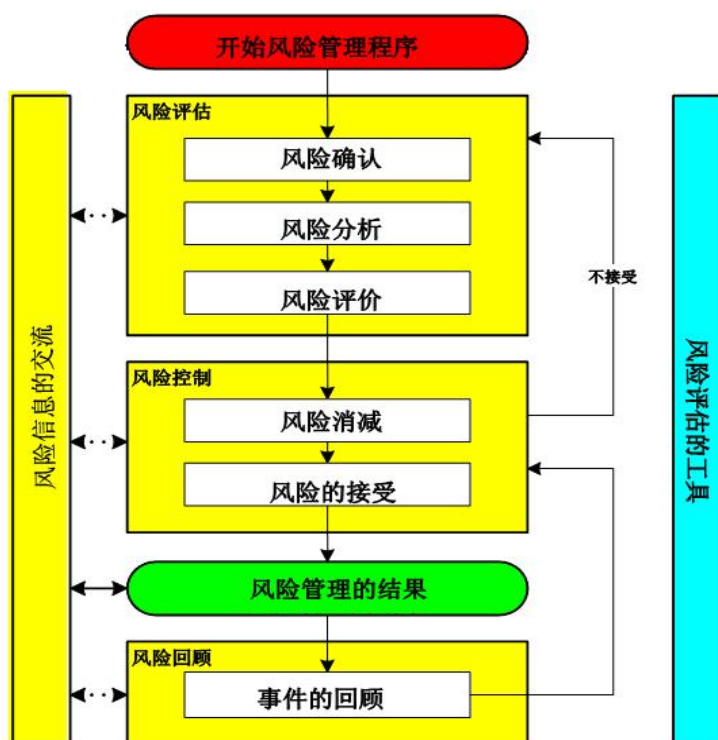 开始风险管理程序
风险评估
风险确认
风险分析
风险评价
不接受
风险控制
风险消减
风险的接受
风险管理的结果
风险回顾
事件的回顾
风险信息的交流
风险评估的工具